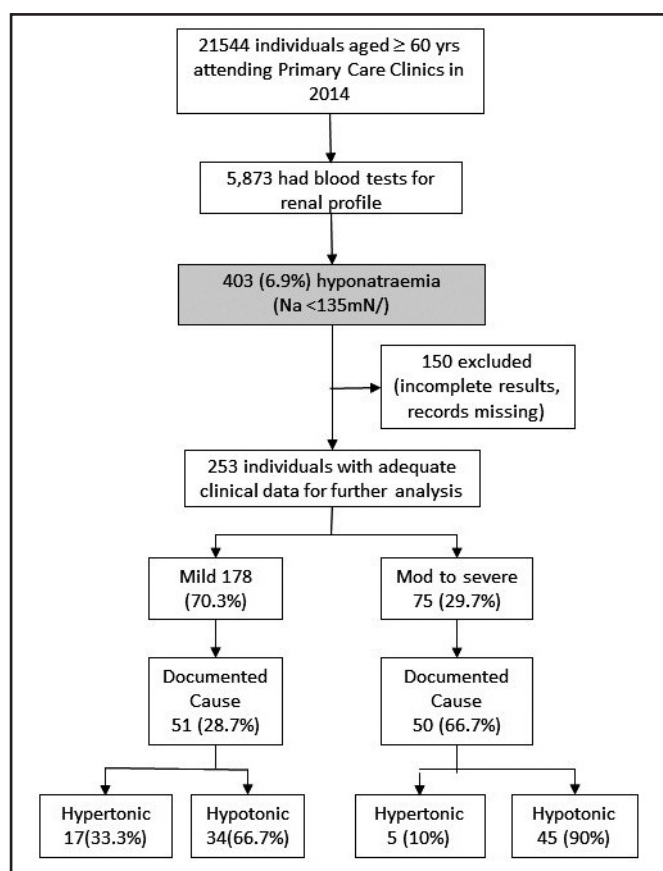 21544 individuals aged ≥ 60 yrs
attending Primary Care Clinics in
2014
5,873 had blood tests for
renal profile
403 (6.9%) hyponatraemia
(Na <135mN/)
150 excluded
(incomplete results,
records missing)
253 individuals with adequate
clinical data for further analysis
Mild 178
(70.3%)
Mod to severe
75 (29.7%)
Documented
Cause
51 (28.7%)
Documented
Cause
50 (66.7%)
Hypertonic
17(33.3%)
Hypotonic
34(66.7%)
Hypertonic
5 (10%)
Hypotonic
45 (90%)